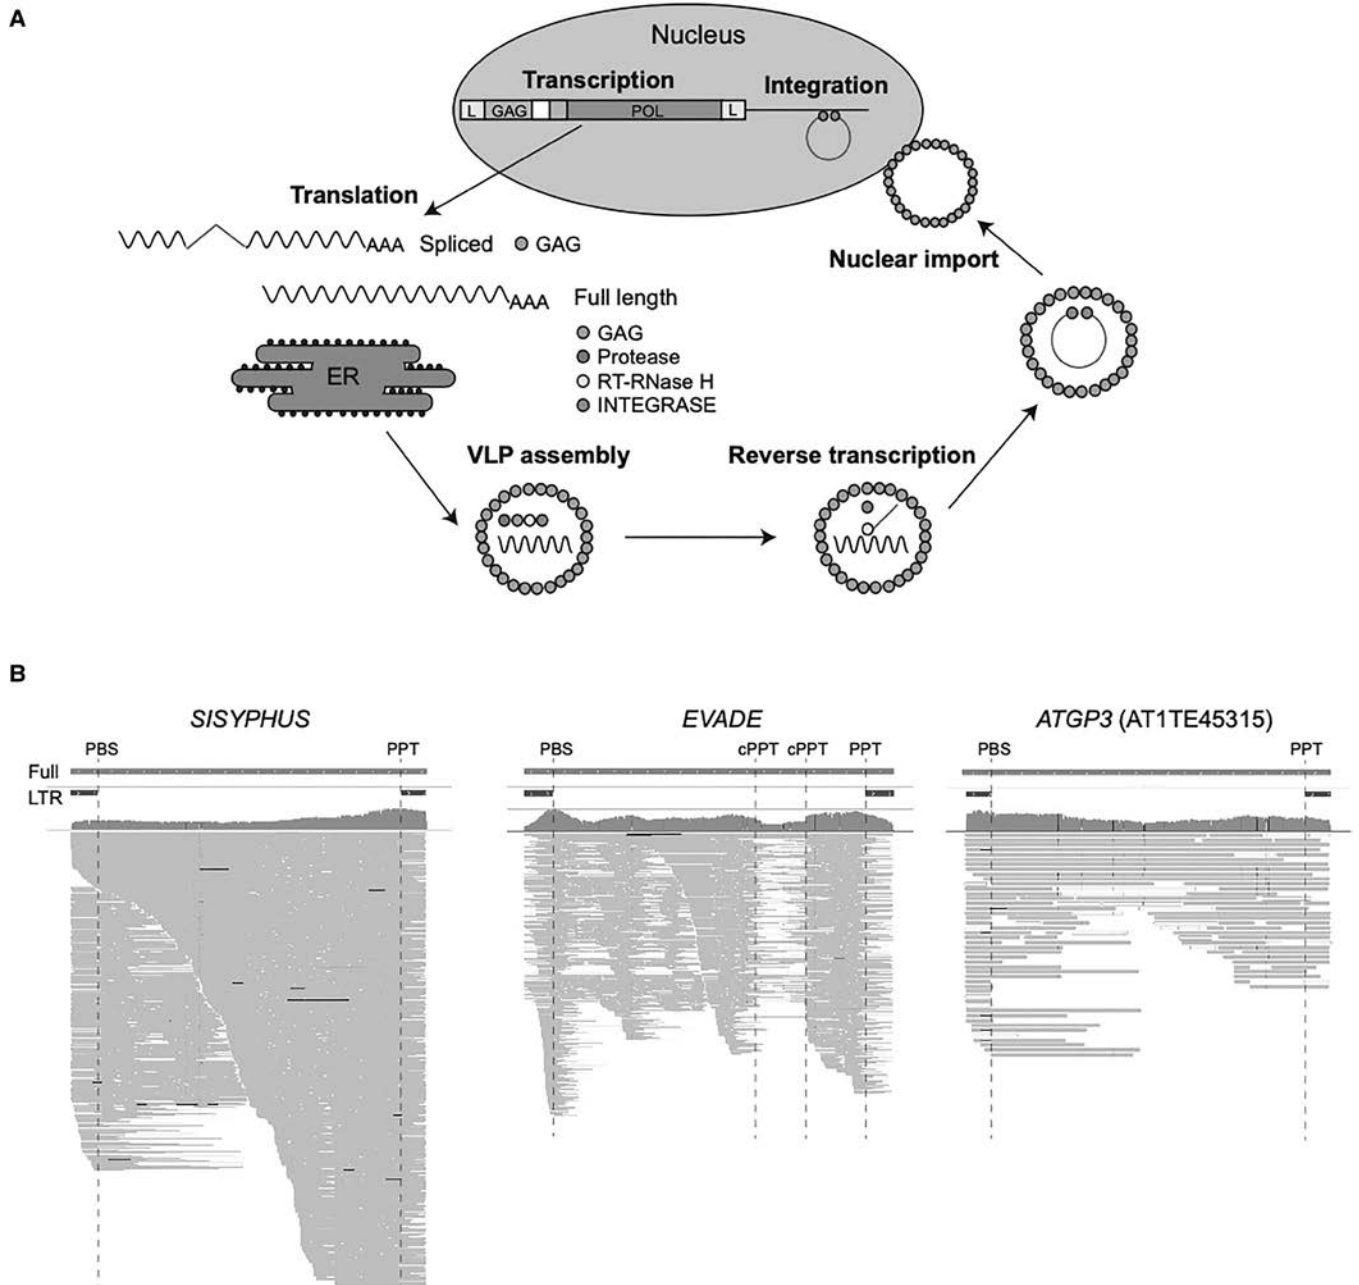 A
Nucleus
Transcription
Integration
L GAG POL L
Translation
AAA Spliced GAG
Nuclear import
AAA Full length
GAG
Protease
ER
RT-RNase H
INTEGRASE
VLP assembly
Reverse transcription
B
SISYPHUS EVADE ATGP3 (AT1TE45315)
PBS PPT PBS cPPT cPPT PPT PBS PPT
Full
LTR